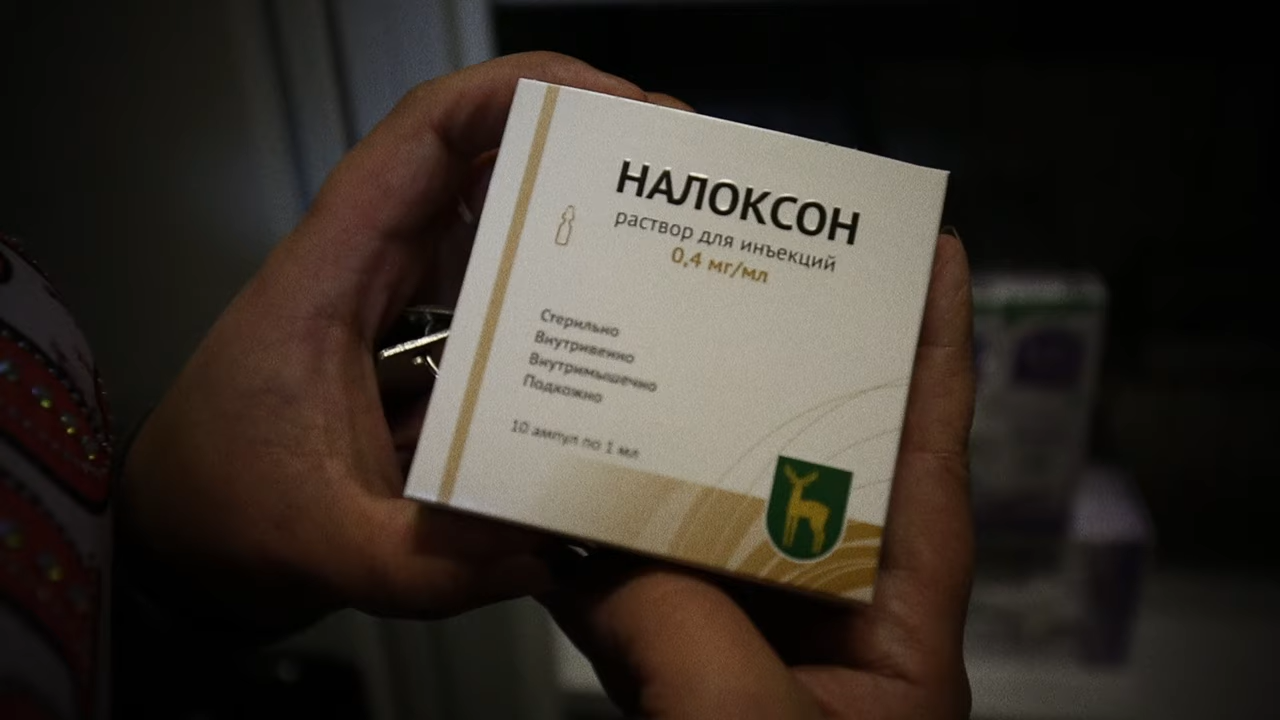 НАЛОКСОН
раствор для инъекций
0,4 мг/мл
Стерильно
Внутривенно
Внутримышечно
Подкожно
10 ампул по 1 мл